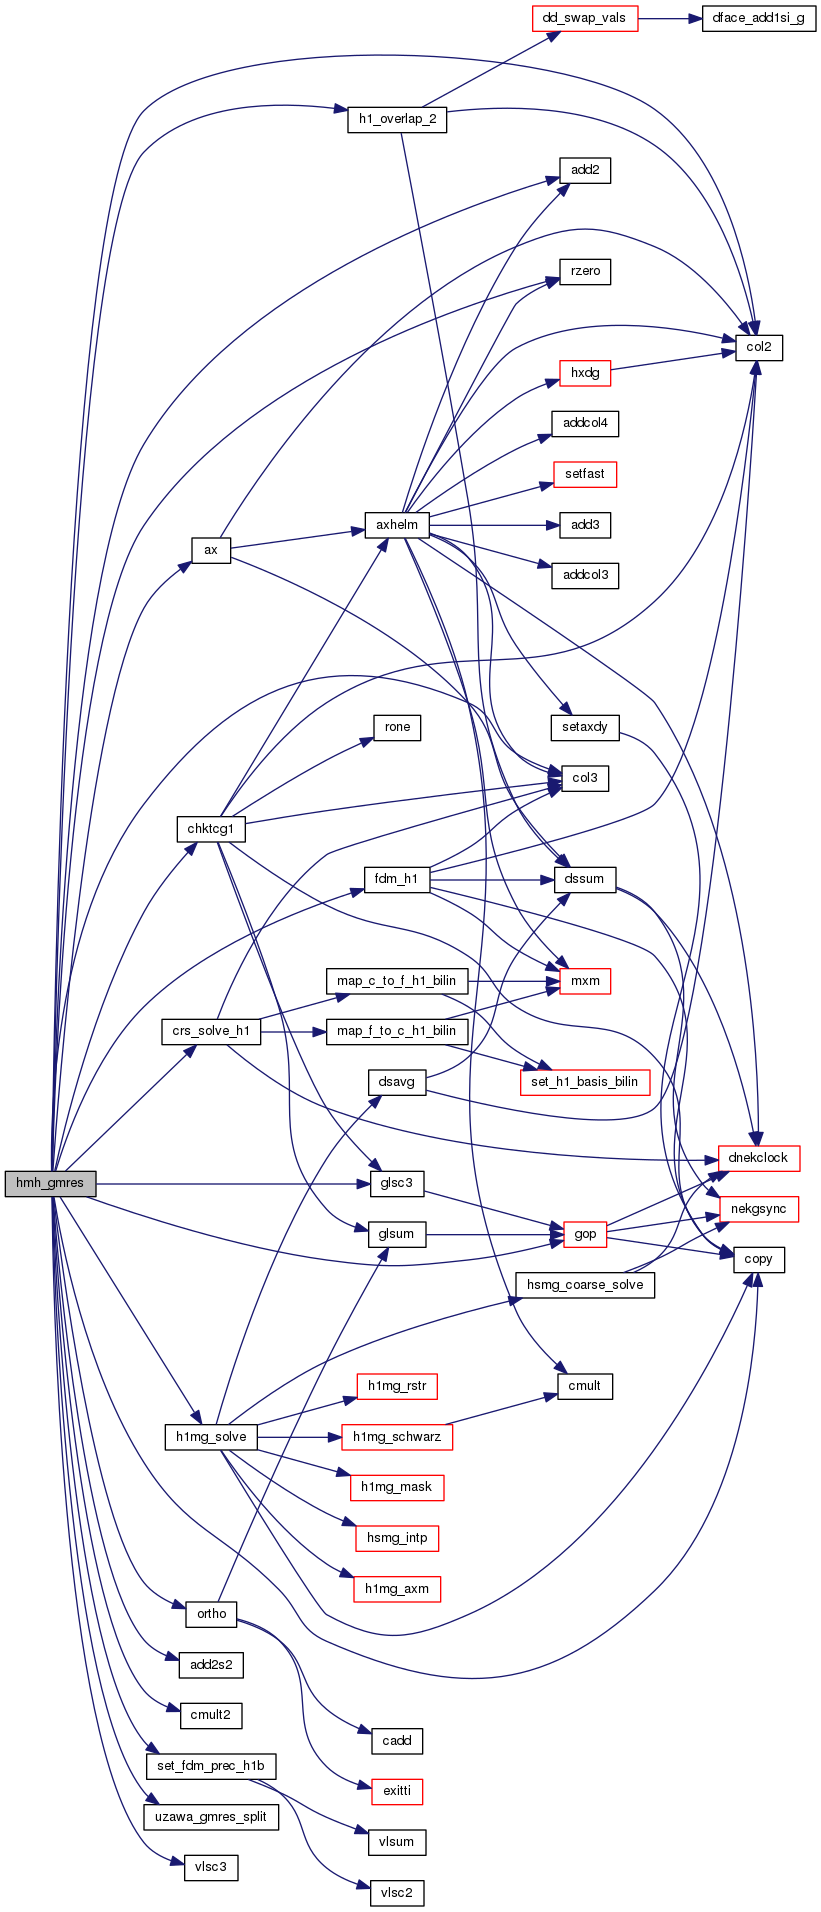 dd_swap_vals
dface_add1si_g
h1_overlap_2
add2
rzero
col2
hxdg
addcol4
setfast
axhelm
add3
ax
addcol3
rone
setaxdy
col3
chktcg1
fdm_h1
dssum
map_c_to_f_h1_bilin
mxm
crs_solve_h1
map_f_to_c_h1_bilin
dsavg
set_h1_basis_bilin
dnekclock
hmh_gmres
glsc3
nekgsync
glsum
gop
copy
hsmg_coarse_solve
h1mg_rstr
cmult
h1mg_solve
h1mg_schwarz
h1mg_mask
hsmg_intp
h1mg_axm
ortho
add2s2
cmult2
cadd
set_fdm_prec_h1b
exitti
uzawa_gmres_split
vlsum
vlsc3
vlsc2